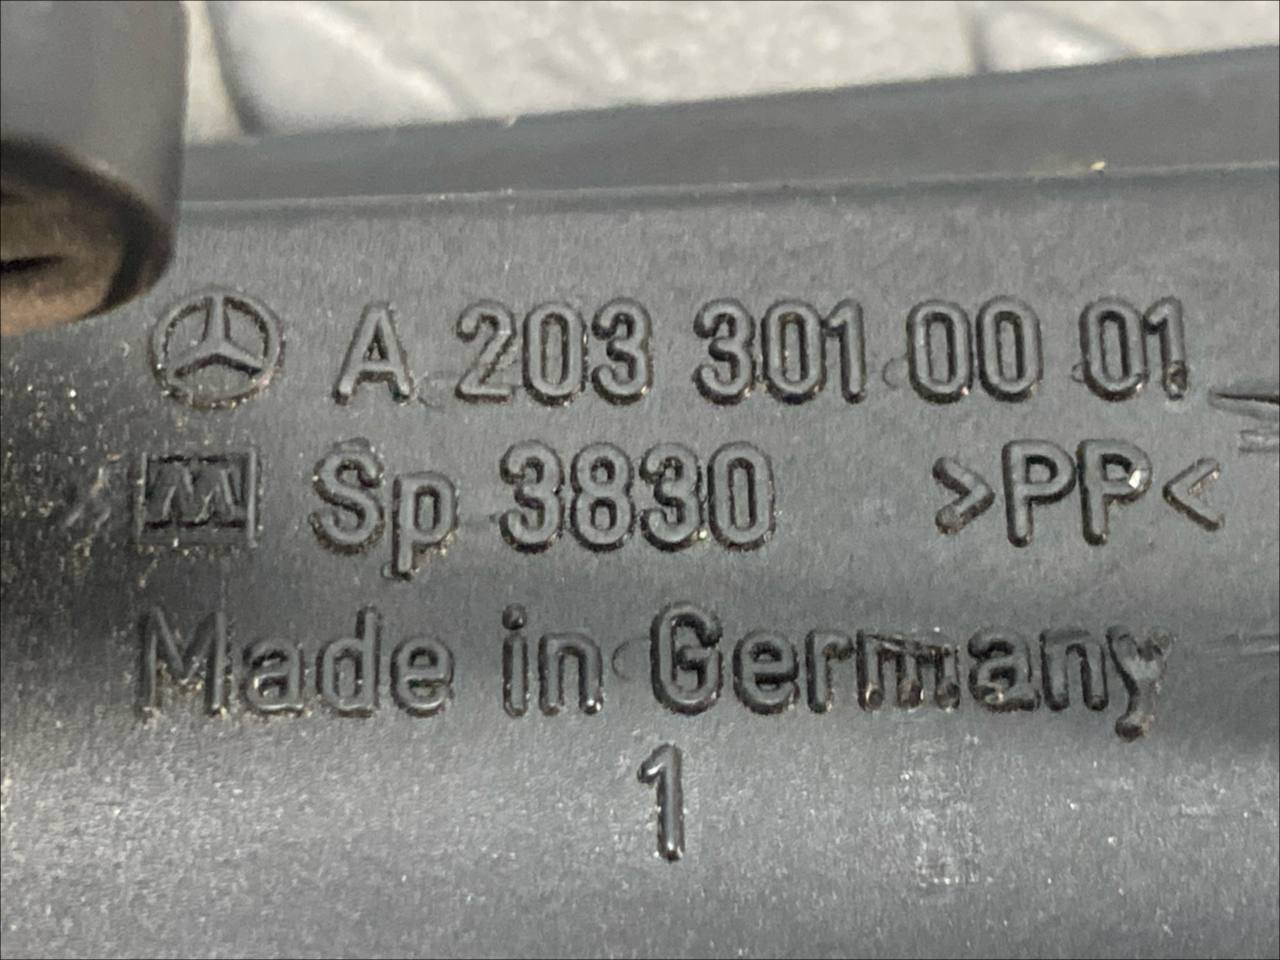 A 203 301 00 01
M Sp 3830 >PP<
Made in Germany
1